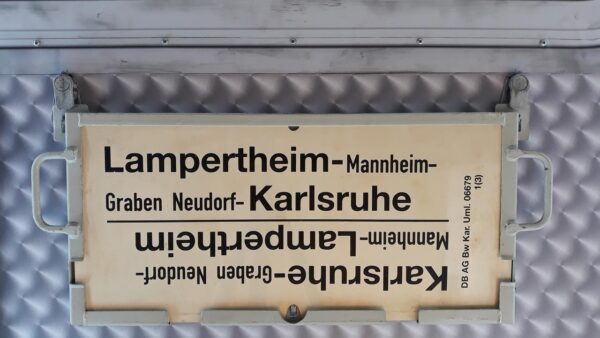 Lampertheim-Mannheim-
Graben Neudorf-Karlsruhe
Karlsruhe-Graben Neudorf-
Mannheim-Lampertheim
DB AG Bw Kar. Uml. 06679
1(3)